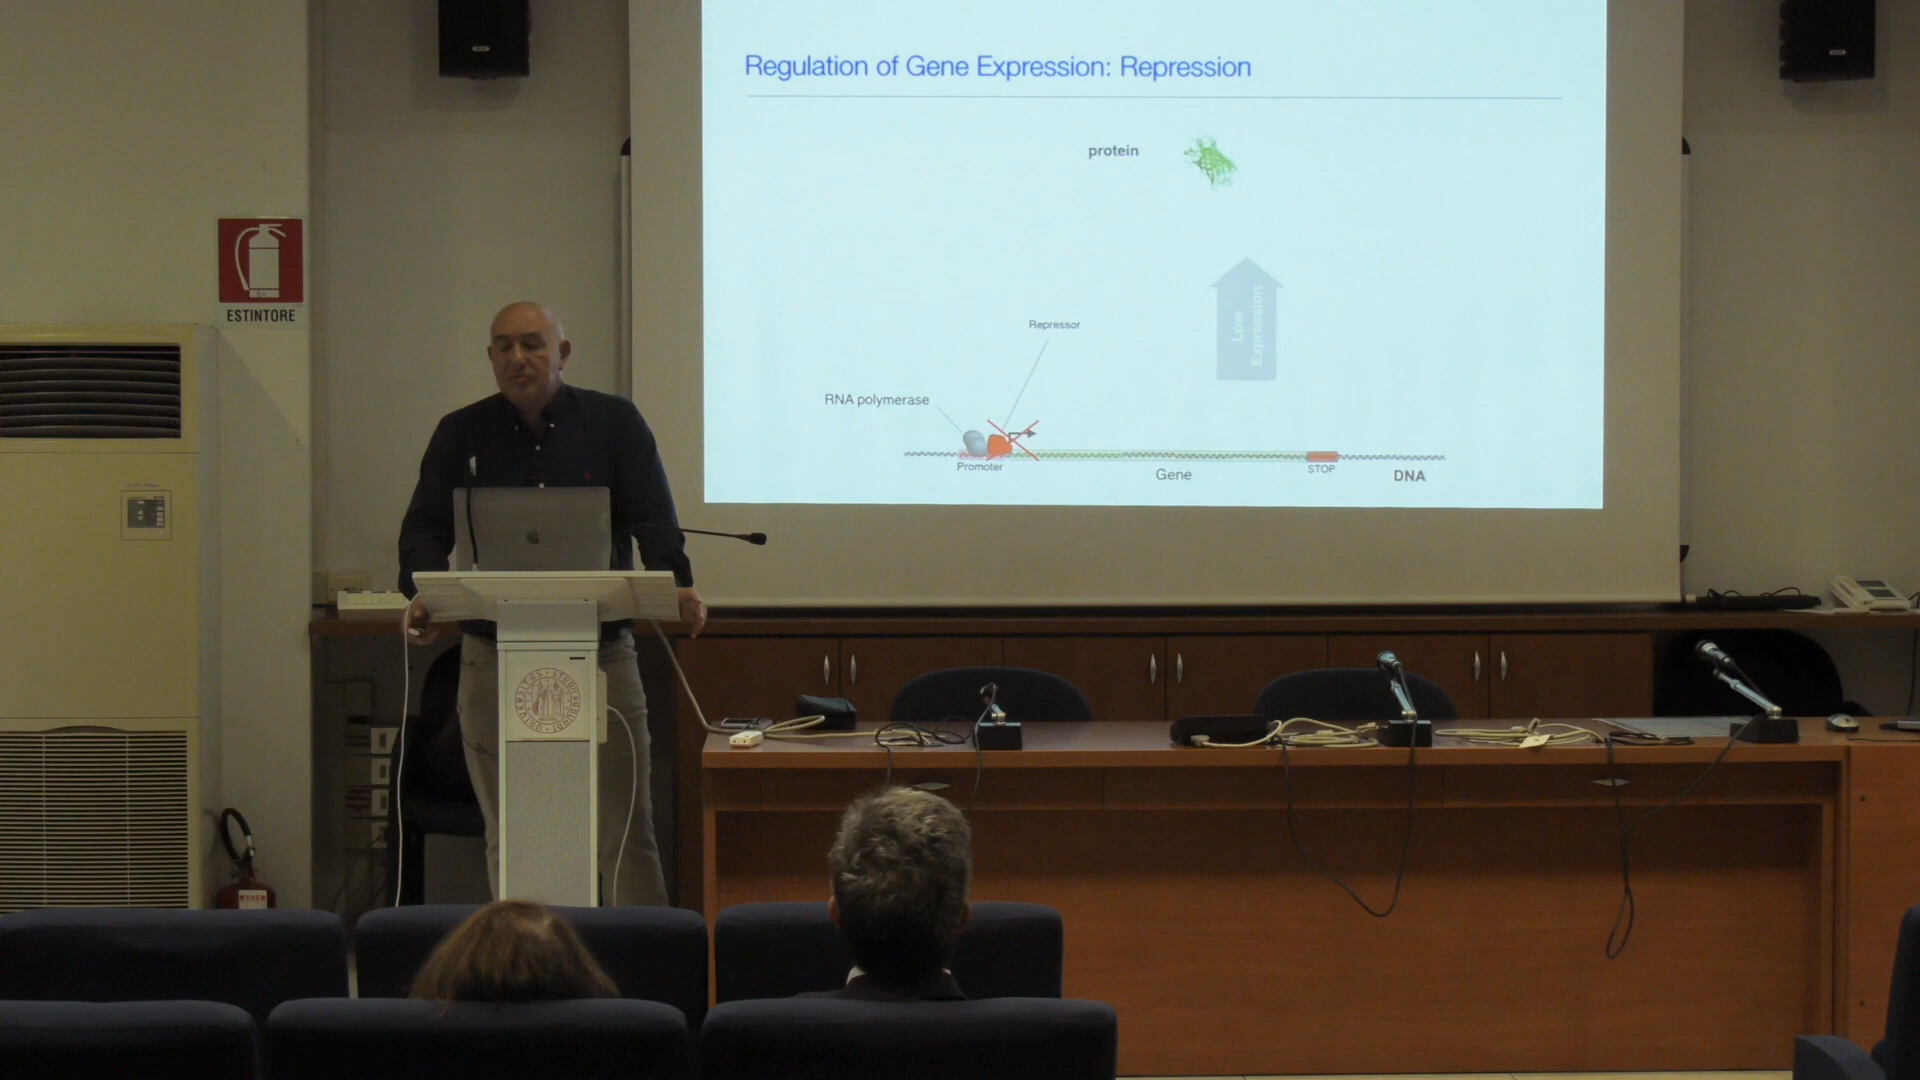 Regulation of Gene Expression: Repression
protein
Low
Expression
Repressor
RNA polymerase
Promoter
Gene
STOP
DNA
ESTINTORE